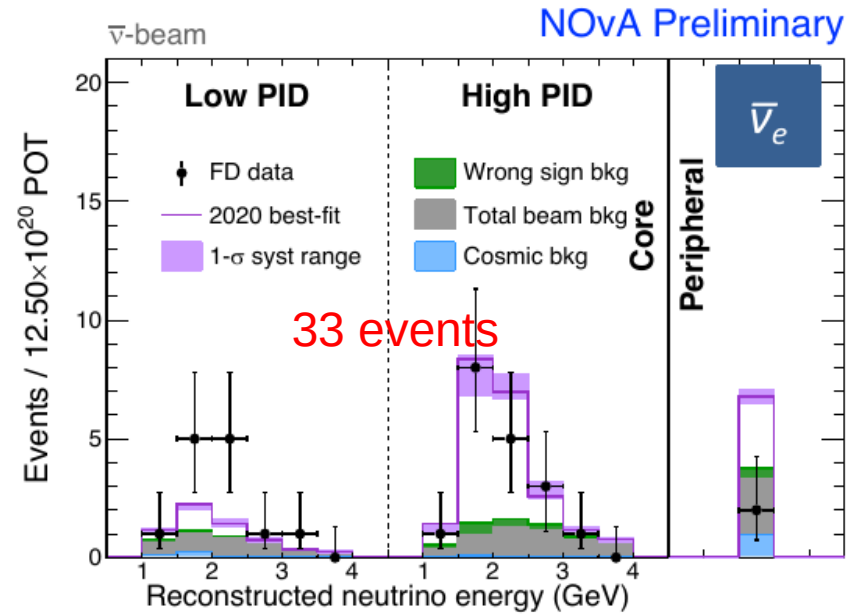 ν̅-beam
NOvA Preliminary
Low PID
High PID
ν̅e
FD data
2020 best-fit
1-σ syst range
Wrong sign bkg
Total beam bkg
Cosmic bkg
Core
Peripheral
33 events
Events / 12.50×10²⁰ POT
20
15
10
5
0
1 2 3 4 1 2 3 4
Reconstructed neutrino energy (GeV)